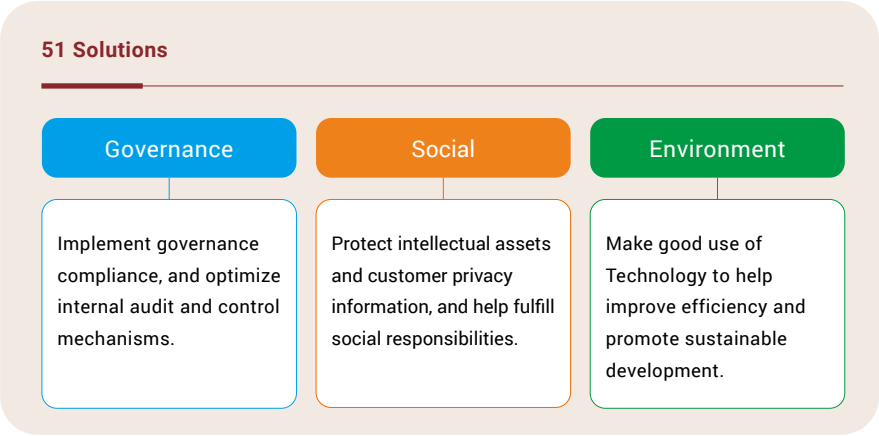 51 Solutions
Governance
Implement governance
compliance, and optimize
internal audit and control
mechanisms.
Social
Protect intellectual assets
and customer privacy
information, and help fulfill
social responsibilities.
Environment
Make good use of
Technology to help
improve efficiency and
promote sustainable
development.